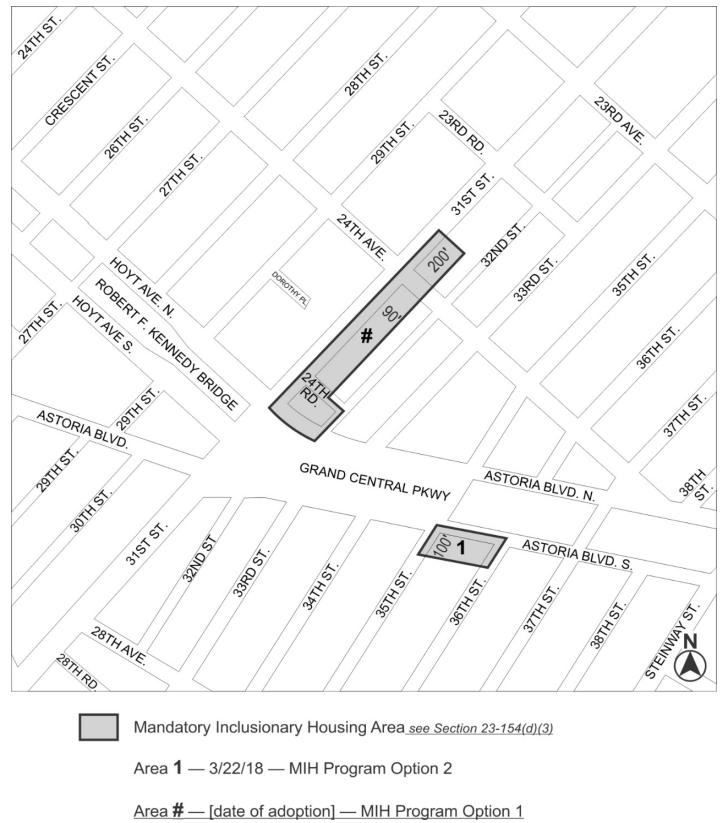 24TH ST.
CRESCENT ST.
26TH ST.
27TH ST.
28TH ST.
29TH ST.
23RD RD.
23RD AVE.
31ST ST.
24TH AVE.
32ND ST.
33RD ST.
35TH ST.
36TH ST.
37TH ST.
38TH
ST.
200'
90'
#
24TH
RD.
DOROTHY PL.
HOYT AVE. N.
ROBERT F. KENNEDY BRIDGE
HOYT AVE S.
27TH ST.
29TH ST.
ASTORIA BLVD.
29TH ST.
30TH ST.
31ST ST.
32ND ST
33RD ST.
34TH ST.
35TH ST.
36TH ST.
37TH ST.
38TH ST.
STEINWAY ST.
GRAND CENTRAL PKWY
ASTORIA BLVD. N.
ASTORIA BLVD. S.
100'
1
28TH AVE.
28TH RD.
N
Mandatory Inclusionary Housing Area see Section 23-154(d)(3)
Area 1 — 3/22/18 — MIH Program Option 2
Area # — [date of adoption] — MIH Program Option 1